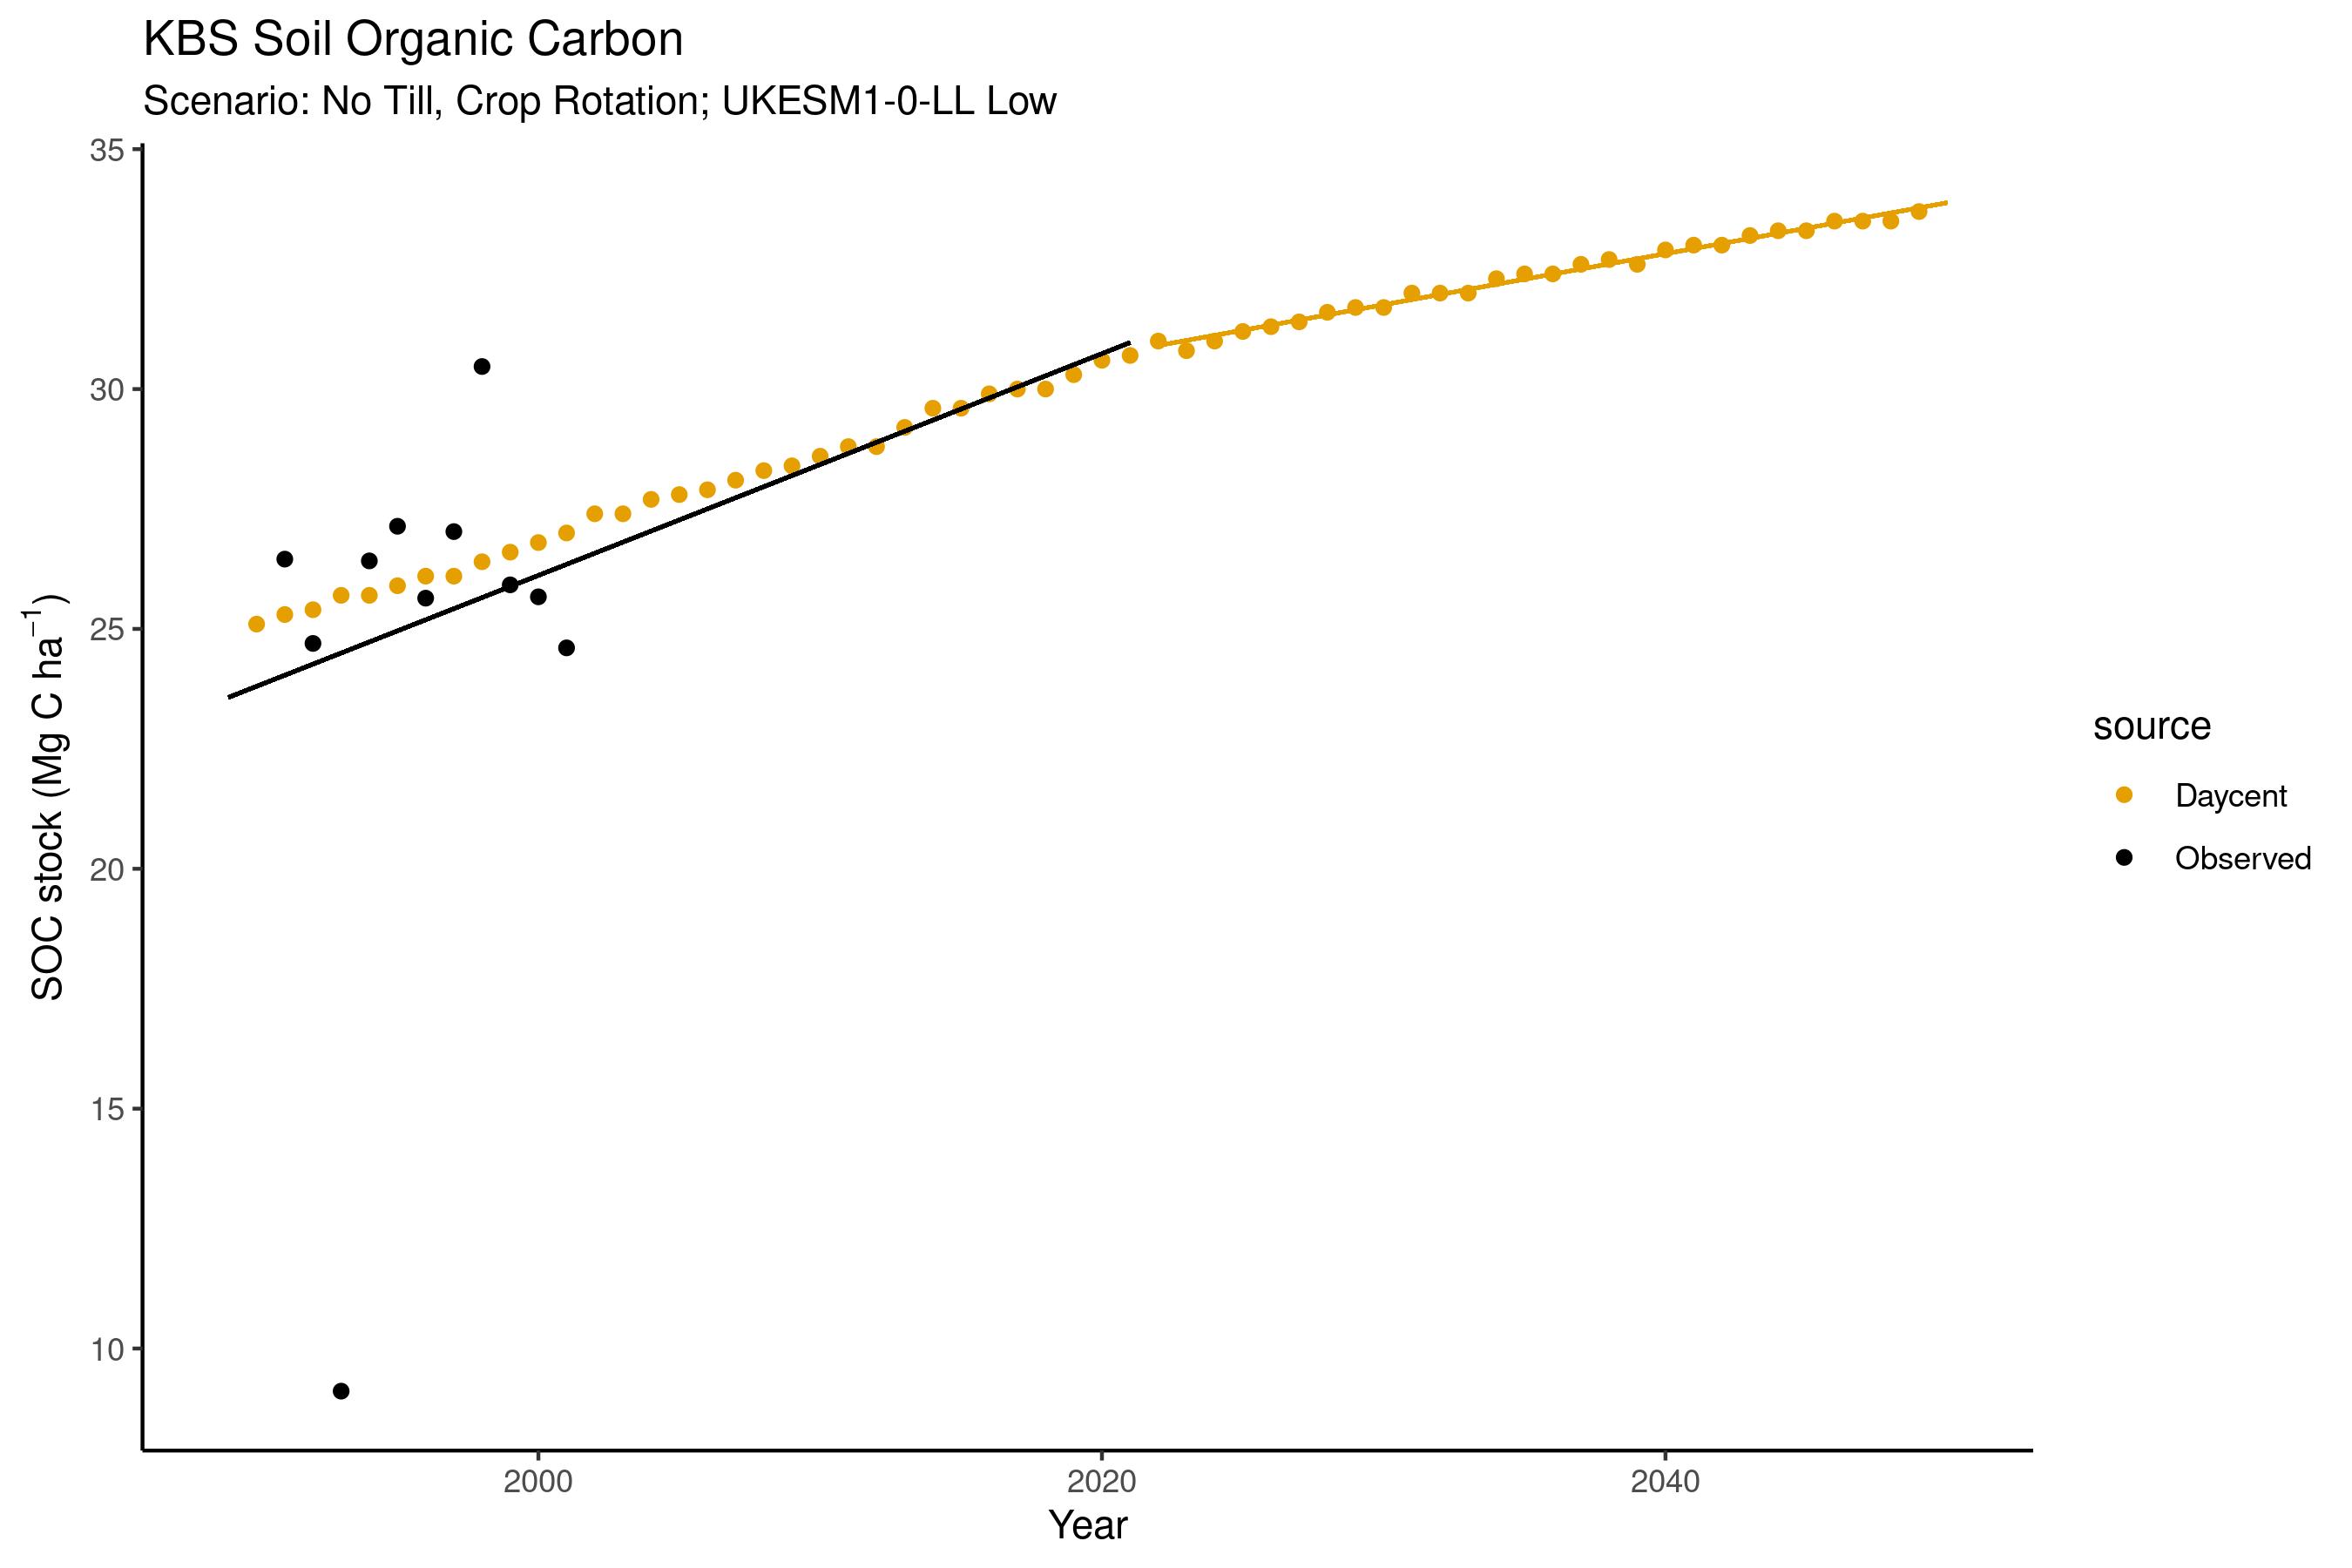 KBS Soil Organic Carbon
Scenario: No Till, Crop Rotation; UKESM1-0-LL Low
SOC stock (Mg C ha⁻¹)
35
30
25
20
15
10
2000
2020
2040
Year
source
Daycent
Observed